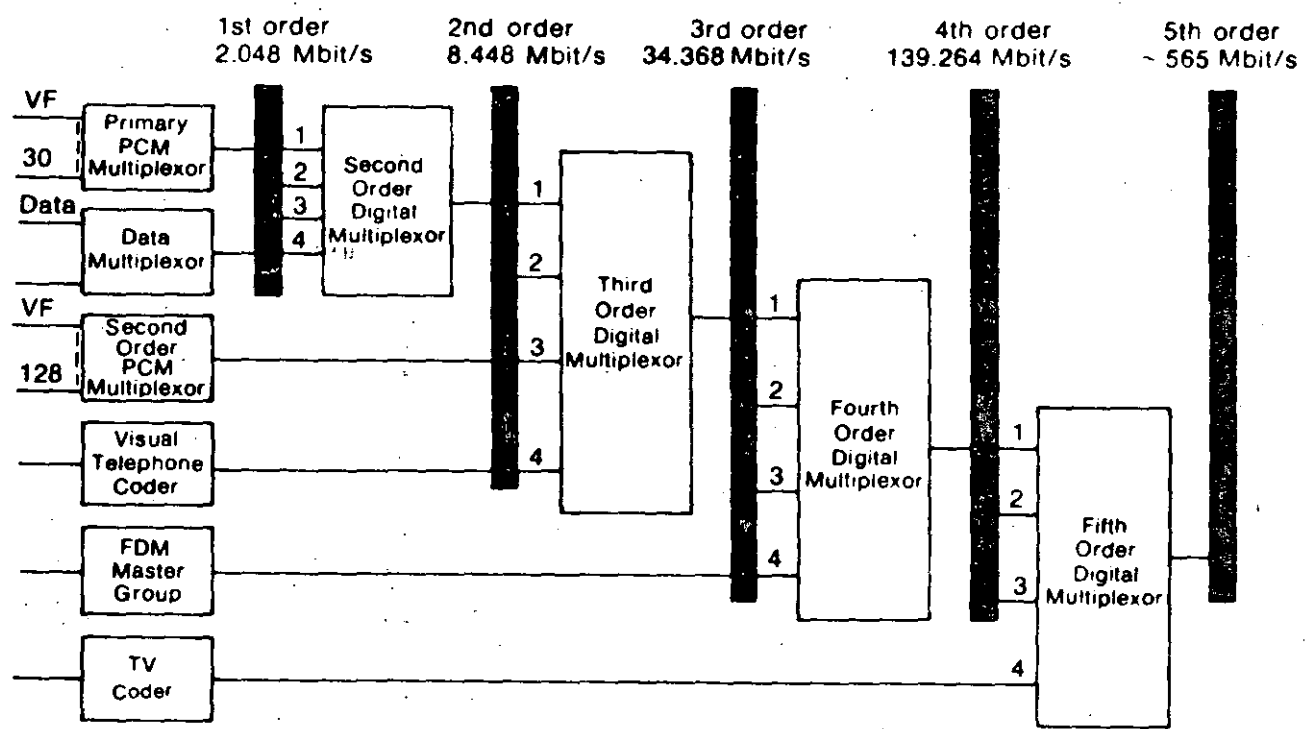 1st order
2.048 Mbit/s
2nd order
8.448 Mbit/s
3rd order
34.368 Mbit/s
4th order
139.264 Mbit/s
5th order
~ 565 Mbit/s
VF
30
Primary
PCM
Multiplexor
Data
Data
Multiplexor
VF
128
Second
Order
PCM
Multiplexor
Visual
Telephone
Coder
FDM
Master
Group
TV
Coder
1
2
3
4
Second
Order
Digital
Multiplexor
1
2
3
4
Third
Order
Digital
Multiplexor
1
2
3
4
Fourth
Order
Digital
Multiplexor
1
2
3
4
Fifth
Order
Digital
Multiplexor